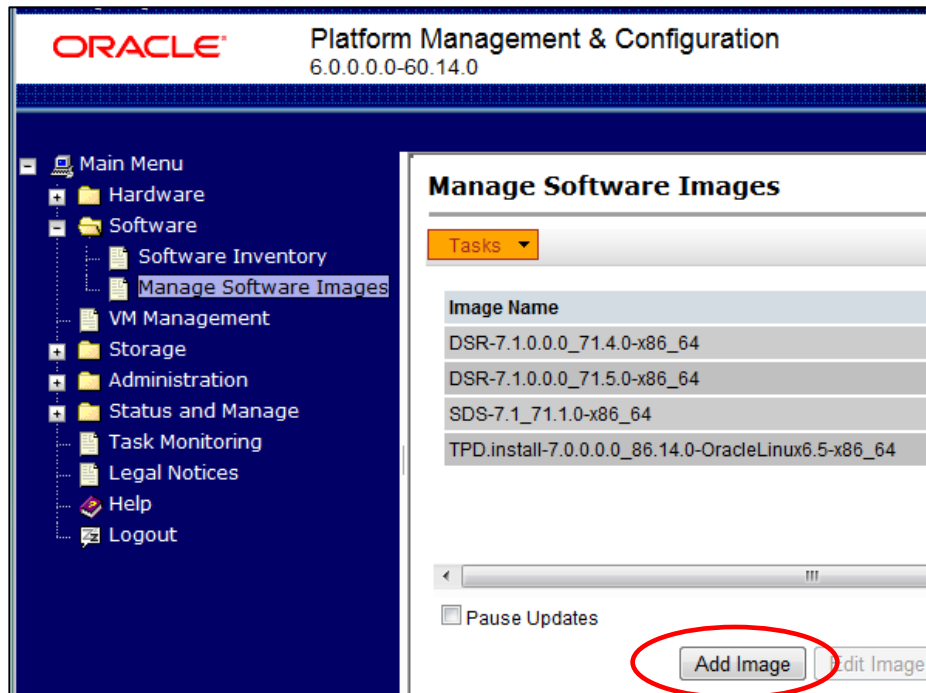 ORACLE
Platform Management & Configuration
6.0.0.0.0-60.14.0
Main Menu
Hardware
Software
Software Inventory
Manage Software Images
VM Management
Storage
Administration
Status and Manage
Task Monitoring
Legal Notices
Help
Logout
Manage Software Images
Tasks
Image Name
DSR-7.1.0.0.0_71.4.0-x86_64
DSR-7.1.0.0.0_71.5.0-x86_64
SDS-7.1_71.1.0-x86_64
TPD.install-7.0.0.0.0_86.14.0-OracleLinux6.5-x86_64
Pause Updates
Add Image
Edit Image